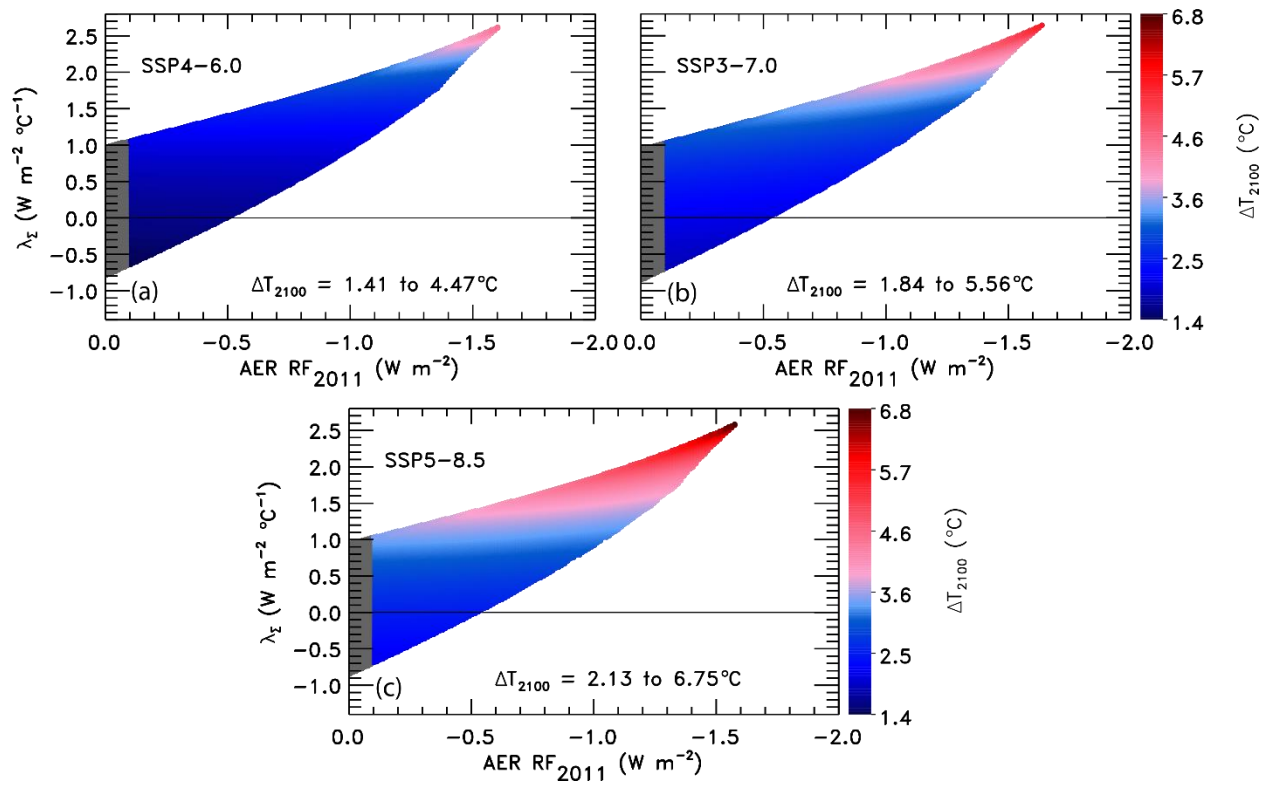 2.5
2.0
1.5
1.0
0.5
0.0
−0.5
−1.0
λΣ (W m−2 °C−1)
SSP4−6.0
(a)
ΔT2100 = 1.41 to 4.47°C
0.0 −0.5 −1.0 −1.5 −2.0
AER RF2011 (W m−2)
SSP3−7.0
(b)
ΔT2100 = 1.84 to 5.56°C
0.0 −0.5 −1.0 −1.5 −2.0
AER RF2011 (W m−2)
6.8
5.7
4.6
3.6
2.5
1.4
ΔT2100 (°C)
2.5
2.0
1.5
1.0
0.5
0.0
−0.5
−1.0
λΣ (W m−2 °C−1)
SSP5−8.5
(c)
ΔT2100 = 2.13 to 6.75°C
0.0 −0.5 −1.0 −1.5 −2.0
AER RF2011 (W m−2)
6.8
5.7
4.6
3.6
2.5
1.4
ΔT2100 (°C)